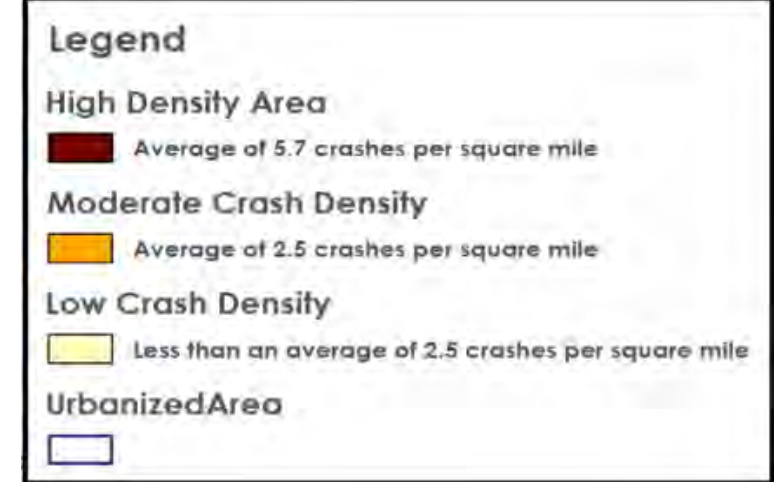 Legend
High Density Area
Average of 5.7 crashes per square mile
Moderate Crash Density
Average of 2.5 crashes per square mile
Low Crash Density
Less than an average of 2.5 crashes per square mile
UrbanizedArea